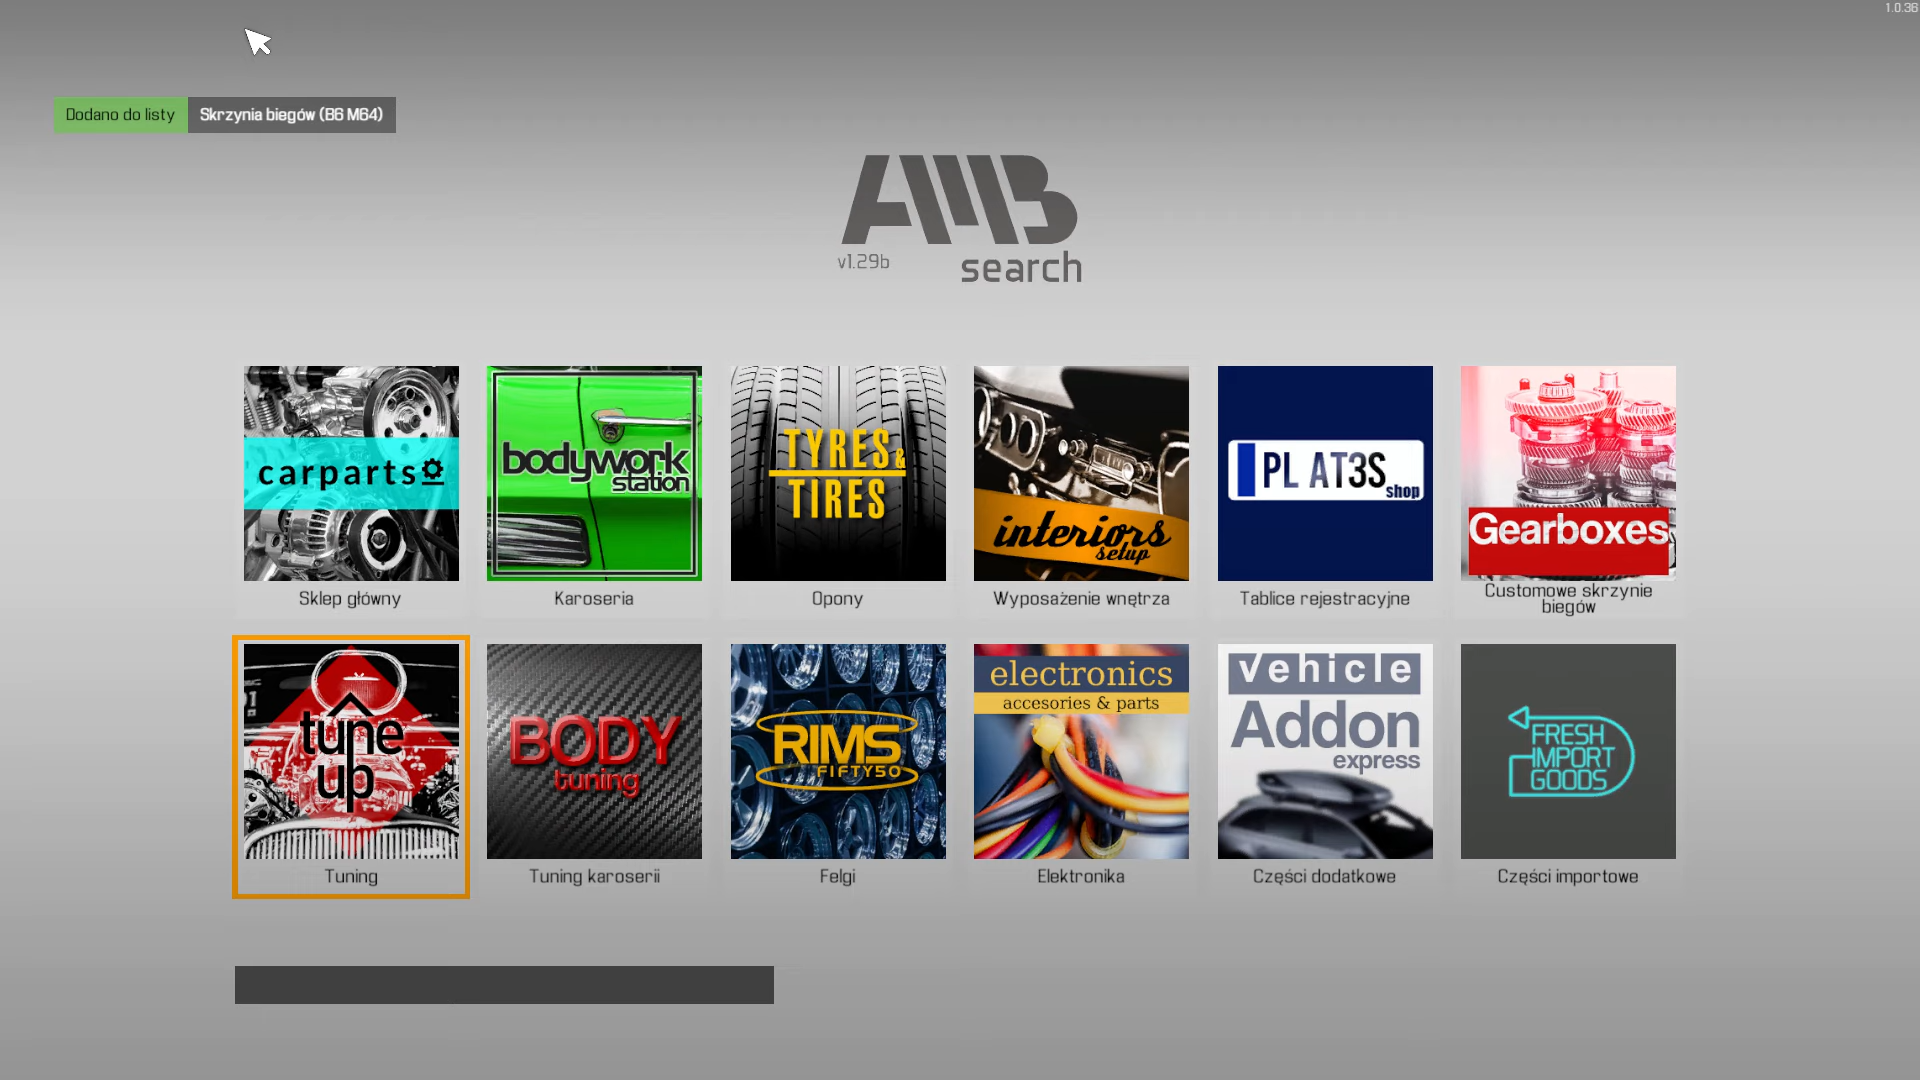 1.0.36
Dodano do listy Skrzynia biegów (B6 M64)
AMB
v1.29b search
carparts
bodywork
station
TYRES &
TIRES
interiors
setup
PL AT3S
shop
Gearboxes
Sklep główny
Karoseria
Opony
Wyposażenie wnętrza
Tablice rejestracyjne
Customowe skrzynie
biegów
tune
up
BODY
tuning
RIMS
FIFTY50
electronics
accesories & parts
vehicle
Addon
express
FRESH
IMPORT
GOODS
Tuning
Tuning karoserii
Felgi
Elektronika
Części dodatkowe
Części importowe